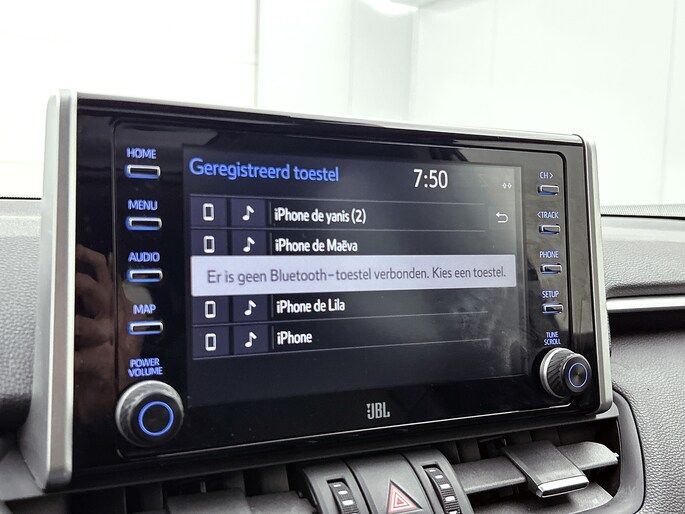 HOME
MENU
AUDIO
MAP
POWER
VOLUME
Geregistreerd toestel
7:50
iPhone de yanis (2)
iPhone de Maëva
Er is geen Bluetooth-toestel verbonden. Kies een toestel.
iPhone de Lila
iPhone
CH >
< TRACK
PHONE
SETUP
TUNE
SCROLL
JBL